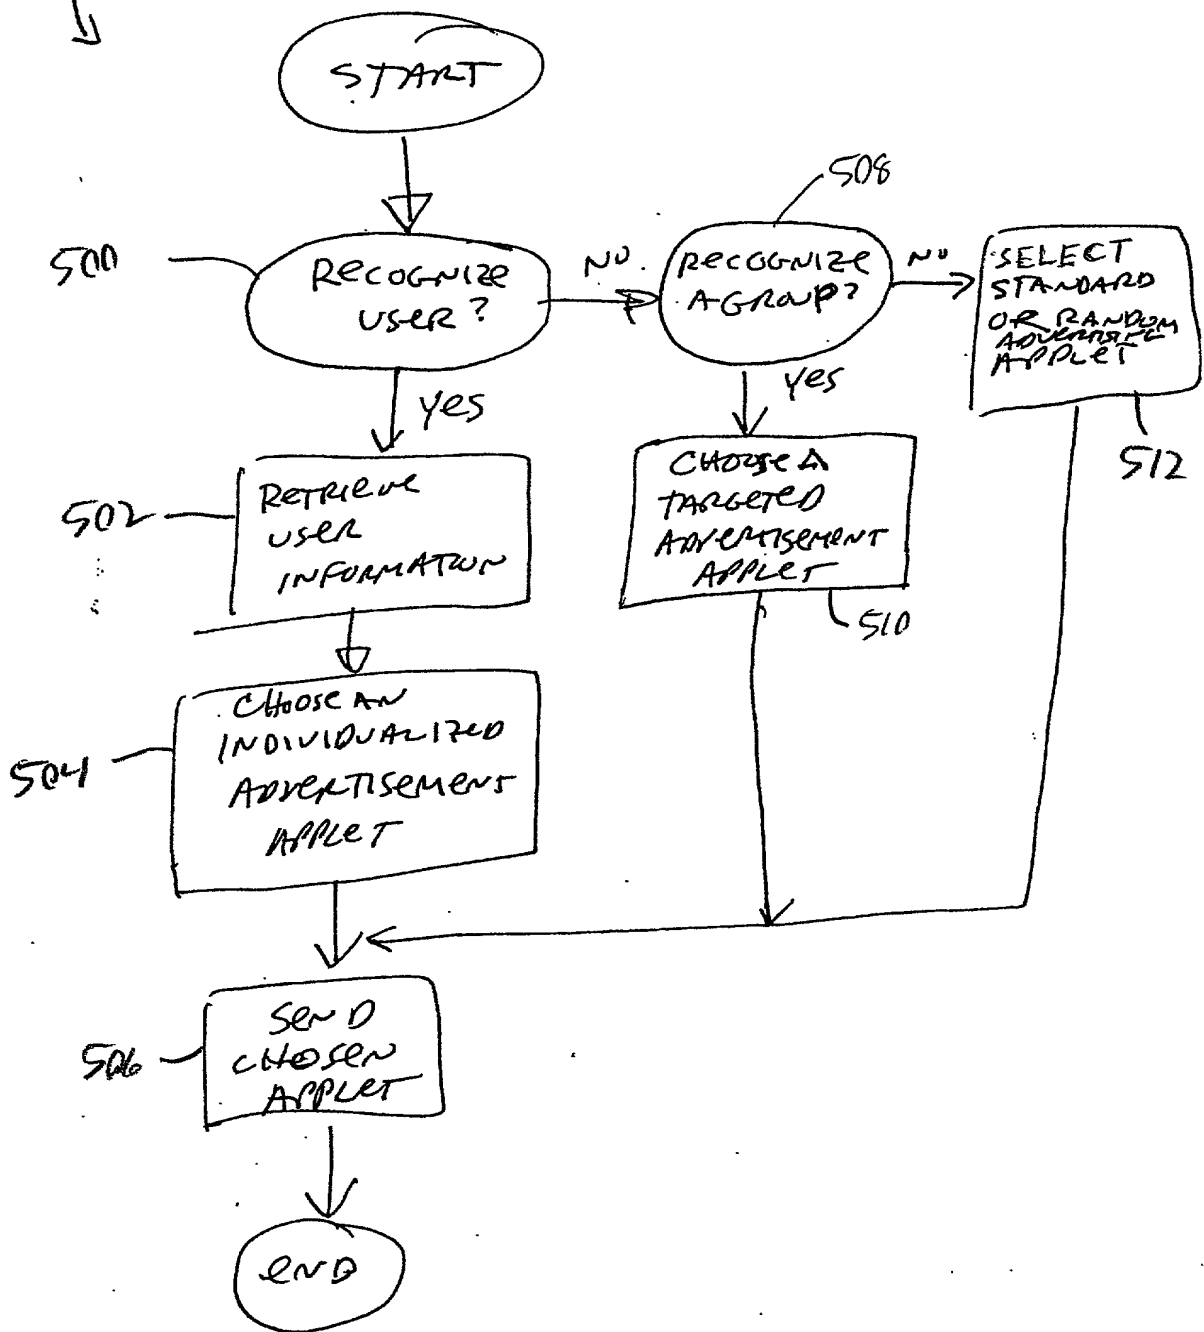 START
508
500
RECOGNIZE
USER?
NO
RECOGNIZE
A GROUP?
NO
SELECT
STANDARD
OR RANDOM
APPLET
512
YES
YES
502
RETRIEVE
USER
INFORMATION
CHOOSE A
TARGETED
ADVERTISEMENT
APPLET
510
504
CHOOSE AN
INDIVIDUALIZED
ADVERTISEMENT
APPLET
506
SEND
CHOSEN
APPLET
END